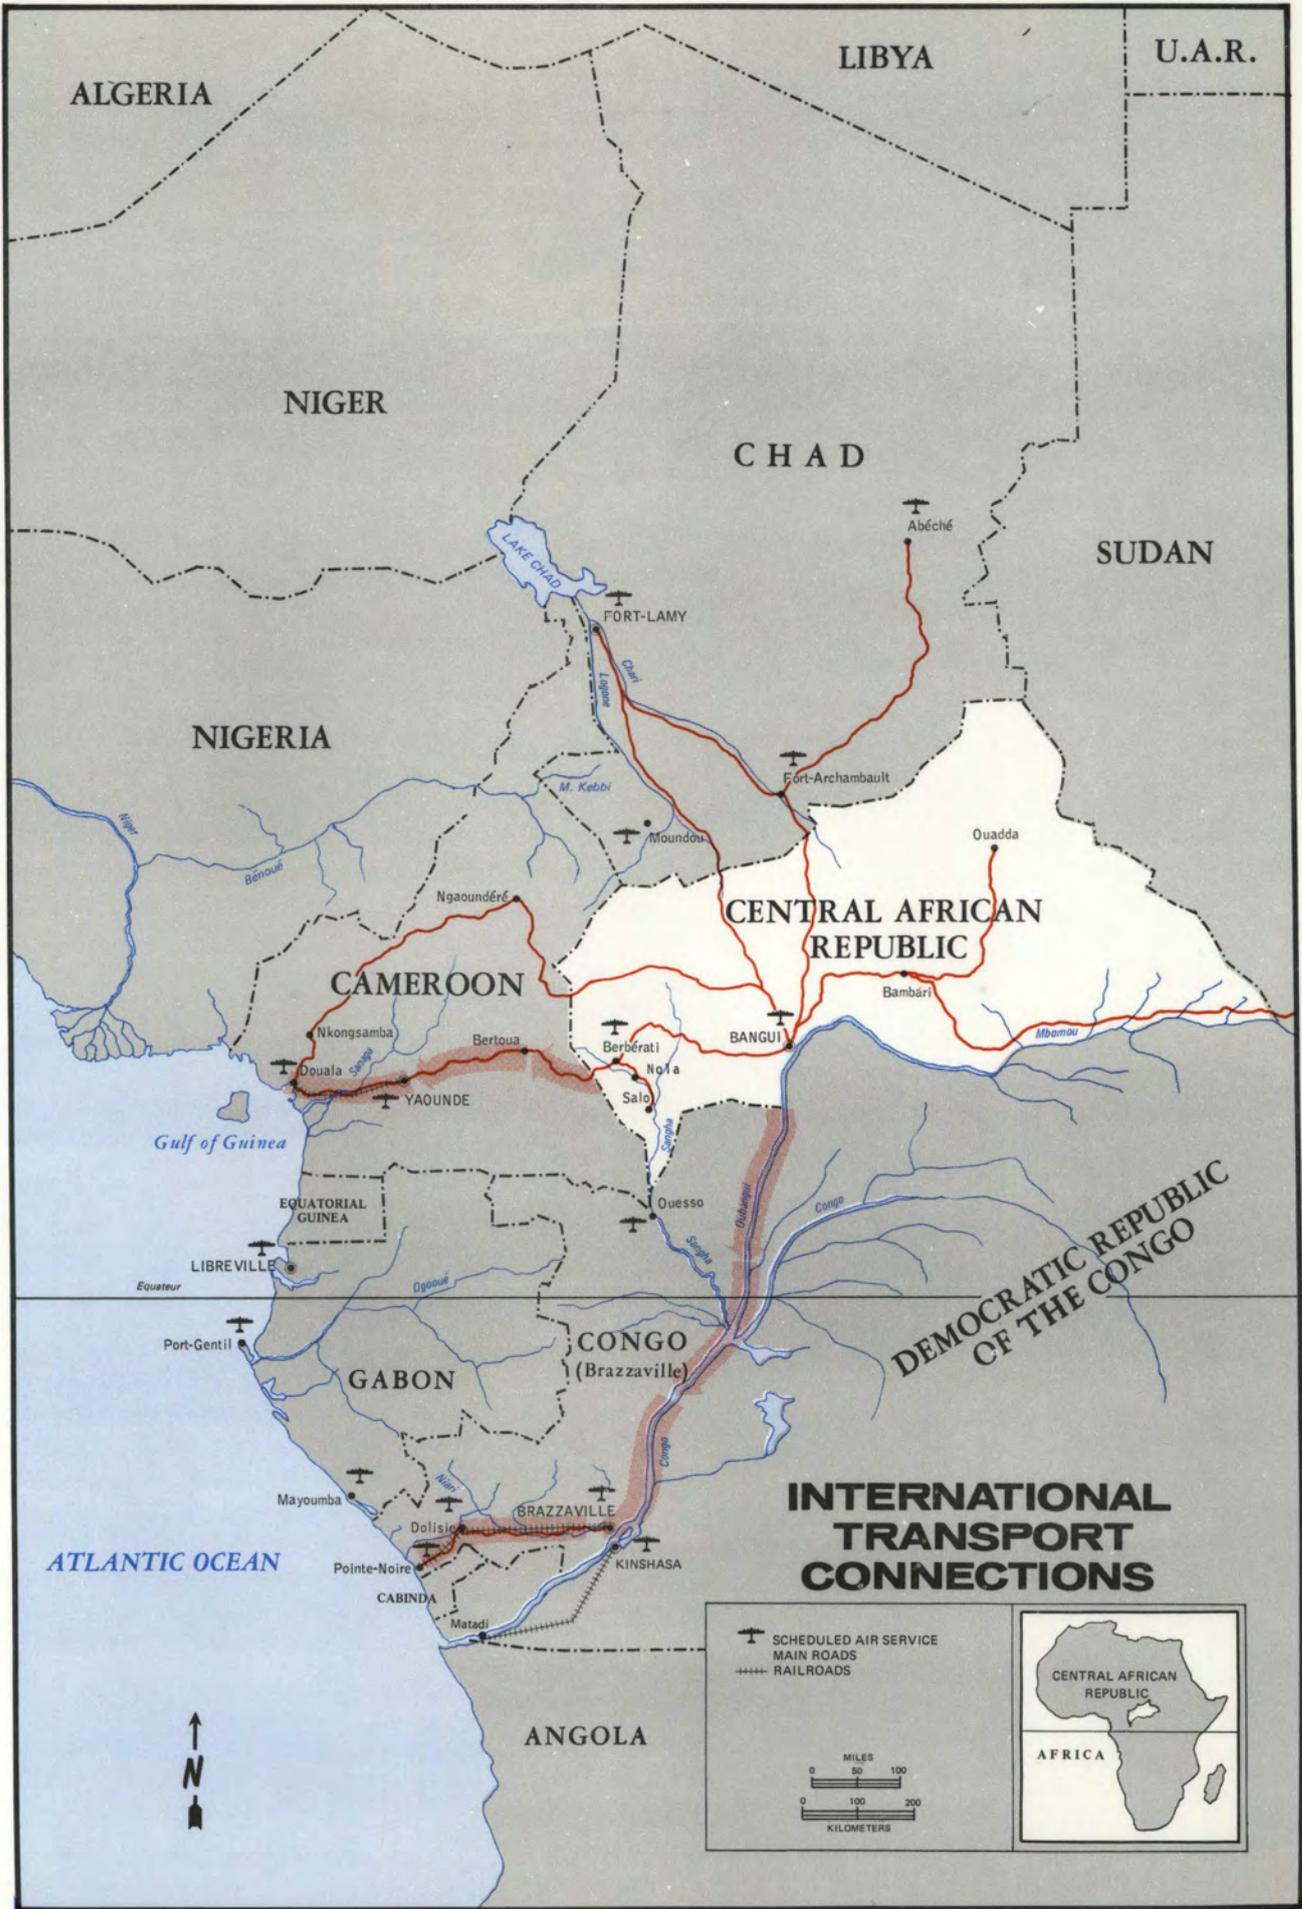 ALGERIA
LIBYA
U.A.R.
NIGER
CHAD
SUDAN
Abéché
LAKE CHAD
FORT-LAMY
Chari
Logone
NIGERIA
Fort-Archambault
M. Kebbi
Moundou
Niger
Bénoué
Ouadda
Ngaoundéré
CENTRAL AFRICAN
REPUBLIC
CAMEROON
Bambari
Nkongsamba
Bertoua
BANGUI
Mbomou
Berbérati
Sanaga
Douala
Nola
YAOUNDE
Salo
Gulf of Guinea
Sangha
EQUATORIAL
GUINEA
Ouesso
Oubangui
Congo
Sangha
LIBREVILLE
Equateur
Ogooué
DEMOCRATIC REPUBLIC
OF THE CONGO
Port-Gentil
CONGO
(Brazzaville)
GABON
Congo
Niari
Mayoumba
BRAZZAVILLE
Dolisie
ATLANTIC OCEAN
Pointe-Noire
KINSHASA
CABINDA
Matadi
INTERNATIONAL
TRANSPORT
CONNECTIONS
SCHEDULED AIR SERVICE
MAIN ROADS
RAILROADS
CENTRAL AFRICAN
REPUBLIC
AFRICA
ANGOLA
N
MILES
0 50 100
0 100 200
KILOMETERS